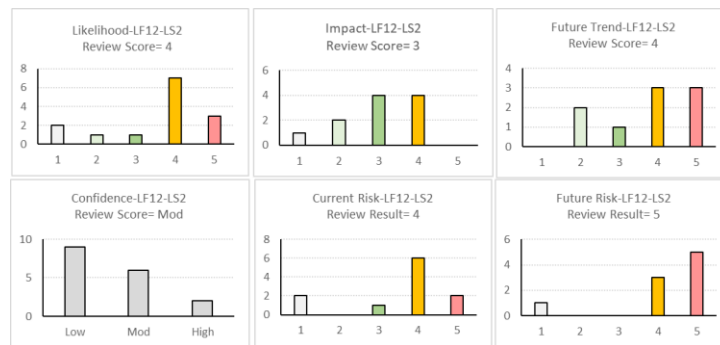 Likelihood-LF12-LS2
Review Score= 4
8
6
4
2
0
1 2 3 4 5
Impact-LF12-LS2
Review Score= 3
6
4
2
0
1 2 3 4 5
Future Trend-LF12-LS2
Review Score= 4
4
3
2
1
0
1 2 3 4 5
Confidence-LF12-LS2
Review Score= Mod
10
5
0
Low Mod High
Current Risk-LF12-LS2
Review Result= 4
8
6
4
2
0
1 2 3 4 5
Future Risk-LF12-LS2
Review Result= 5
6
4
2
0
1 2 3 4 5